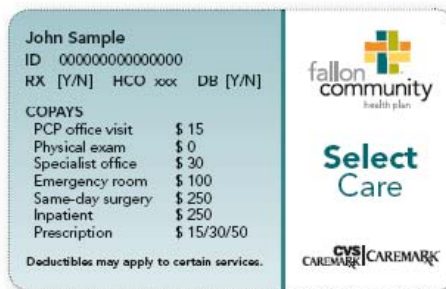 John Sample
ID 000000000000000
RX [Y/N] HCO xxx DB [Y/N]
COPAYS
PCP office visit $ 15
Physical exam $ 0
Specialist office $ 30
Emergency room $ 100
Same-day surgery $ 250
Inpatient $ 250
Prescription $ 15/30/50
Deductibles may apply to certain services.
fallon
community
health plan
Select
Care
CVS
CAREMARK CAREMARK